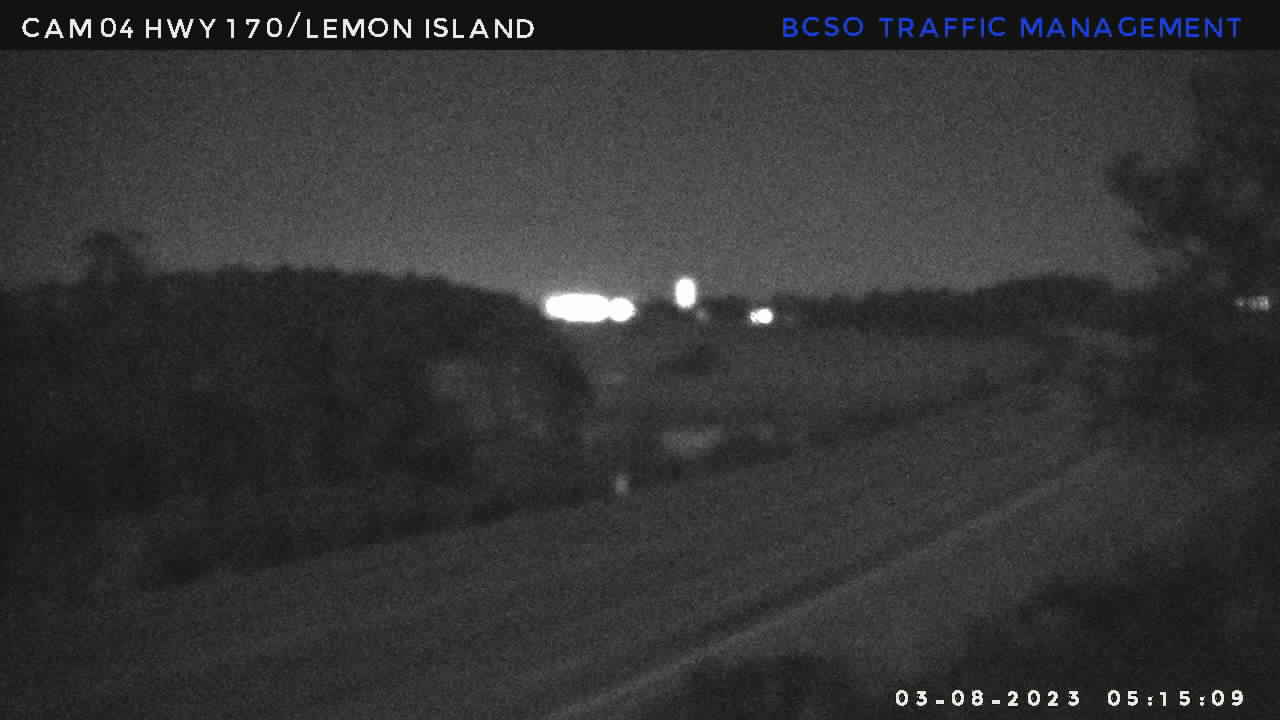 CAM04 HWY 170/LEMON ISLAND
BCSO TRAFFIC MANAGEMENT
03-08-2023 05:15:09